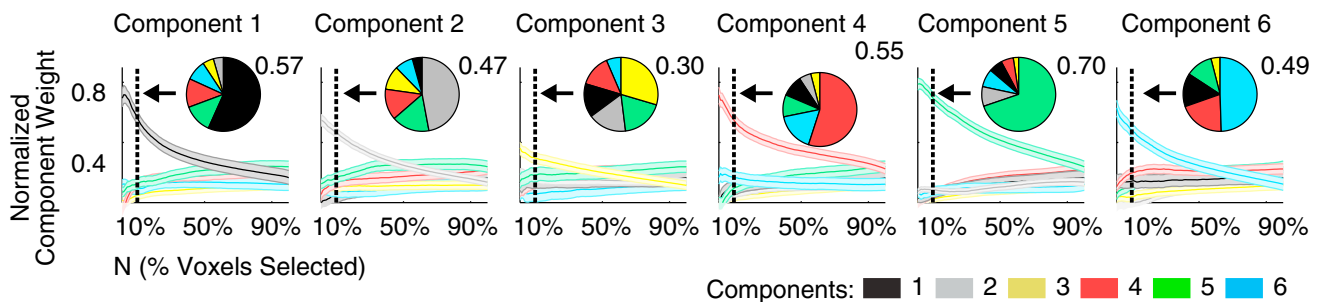 Component 1 Component 2 Component 3 Component 4 Component 5 Component 6
0.57 0.47 0.30 0.55 0.70 0.49
Normalized
Component Weight
0.8
0.4
10% 50% 90% 10% 50% 90% 10% 50% 90% 10% 50% 90% 10% 50% 90% 10% 50% 90%
N (% Voxels Selected)
Components: 1 2 3 4 5 6